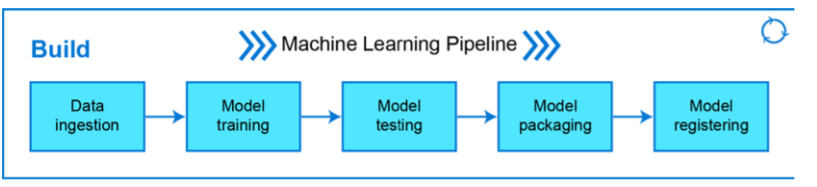 Build
Machine Learning Pipeline
Data
ingestion
Model
training
Model
testing
Model
packaging
Model
registering